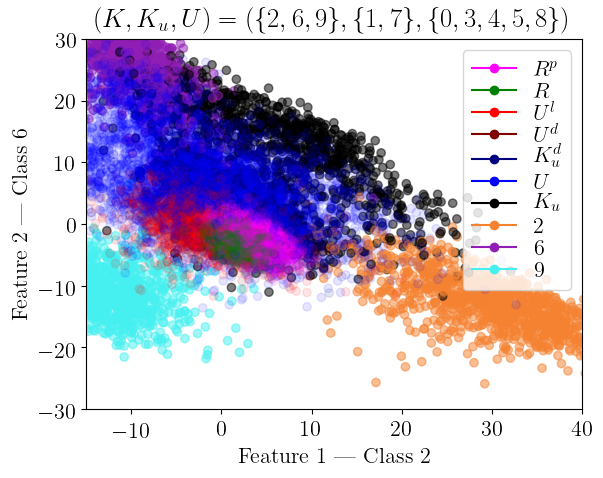 (K, K_u, U) = ({2, 6, 9}, {1, 7}, {0, 3, 4, 5, 8})
30
20
10
0
−10
−20
−30
Feature 2 — Class 6
R^p
R
U^l
U^d
K_u^d
U
K_u
2
6
9
−10
0
10
20
30
40
Feature 1 — Class 2